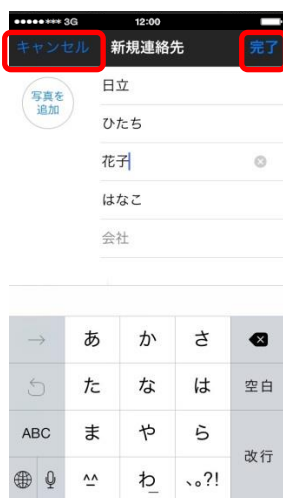 ●●●●●*** 3G 12:00
キャンセル 新規連絡先 完了
写真を
追加
日立
ひたち
花子
はなこ
会社
→ あ か さ
た な は 空白
ABC ま や ら 改行
^^ わ_ 、。?!